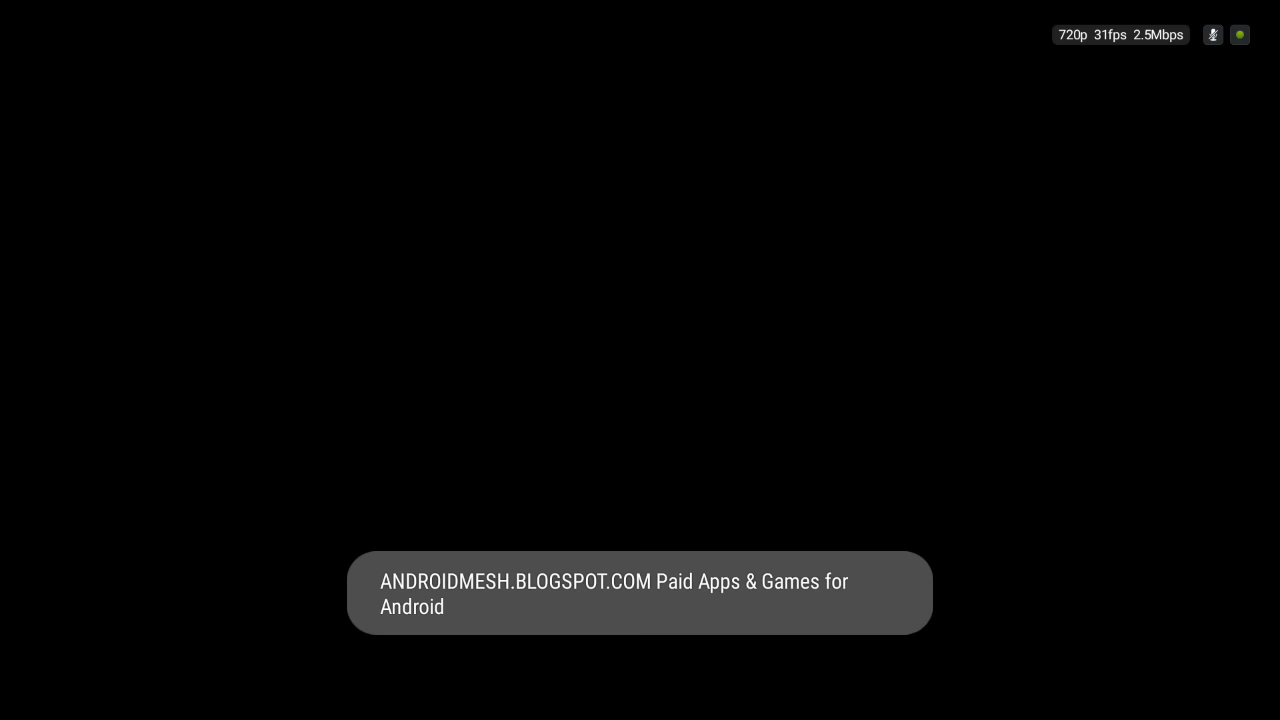 720p 31fps 2.5Mbps
ANDROIDMESH.BLOGSPOT.COM Paid Apps & Games for
Android